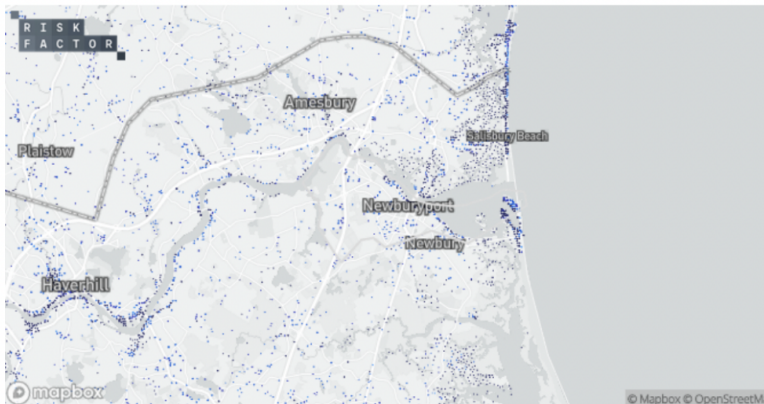 RISK
FACTOR
Amesbury
Salisbury Beach
Plaistow
Newburyport
Newbury
Haverhill
mapbox
© Mapbox © OpenStreetM